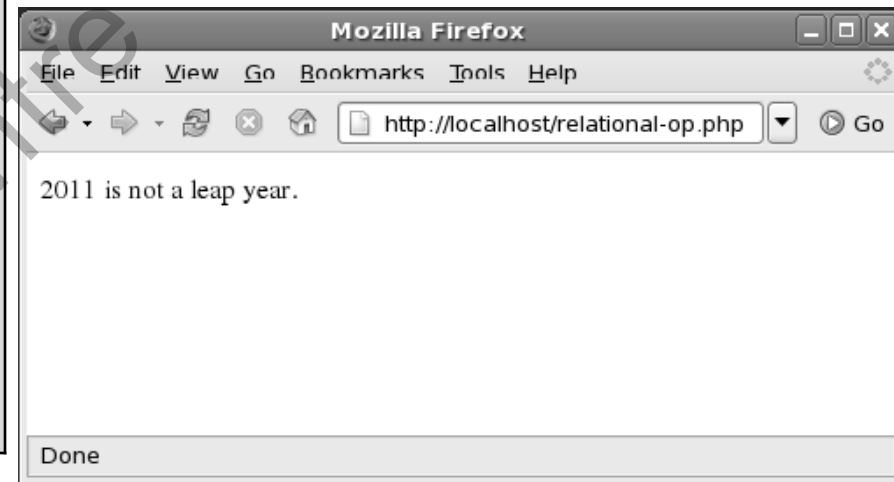 Mozilla Firefox
File Edit View Go Bookmarks Tools Help
http://localhost/relational-op.php Go
2011 is not a leap year.
Done